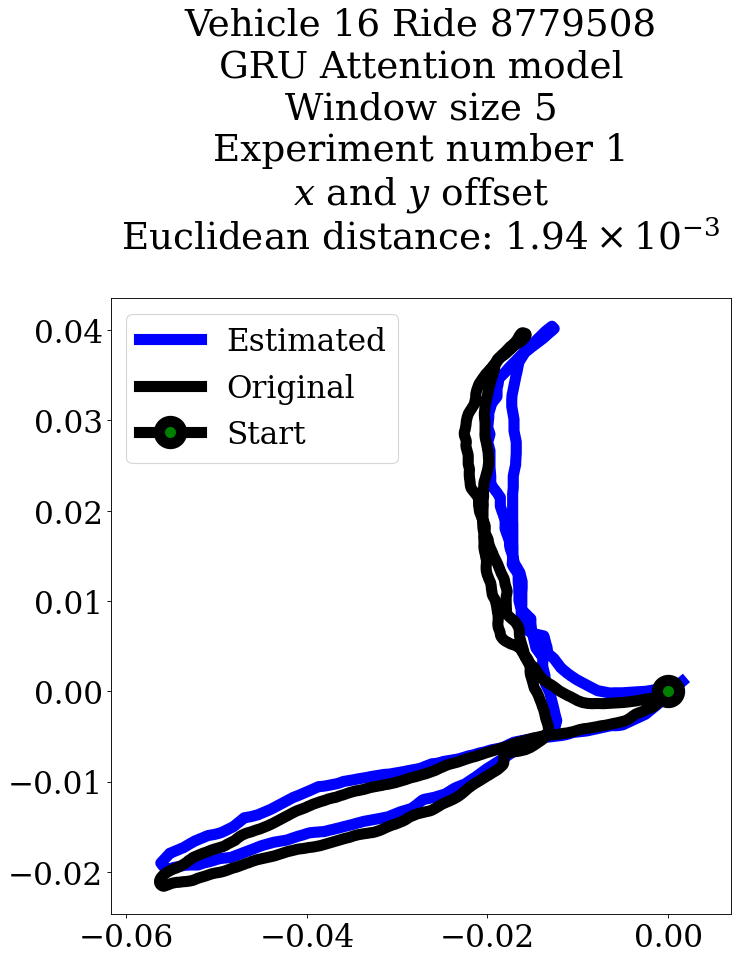 Vehicle 16 Ride 8779508
GRU Attention model
Window size 5
Experiment number 1
x and y offset
Euclidean distance: 1.94 × 10⁻³
Estimated
Original
Start
0.04
0.03
0.02
0.01
0.00
−0.01
−0.02
−0.06 −0.04 −0.02 0.00